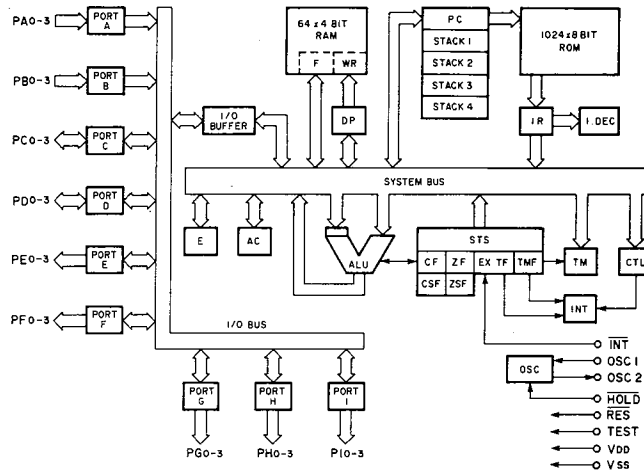 PA0-3
PORT A
PB0-3
PORT B
PC0-3
PORT C
PD0-3
PORT D
PE0-3
PORT E
PF0-3
PORT F
I/O BUFFER
64 x 4 BIT RAM
F
WR
DP
PC
STACK 1
STACK 2
STACK 3
STACK 4
1024 x 8 BIT ROM
IR
I.DEC
SYSTEM BUS
E
AC
ALU
STS
CF
ZF
EX
TF
TMF
CSF
ZSF
TM
CTL
INT
I/O BUS
PORT G
PORT H
PORT I
PG0-3
PH0-3
PI0-3
OSC
INT
OSC 1
OSC 2
HOLD
RES
TEST
VDD
VSS